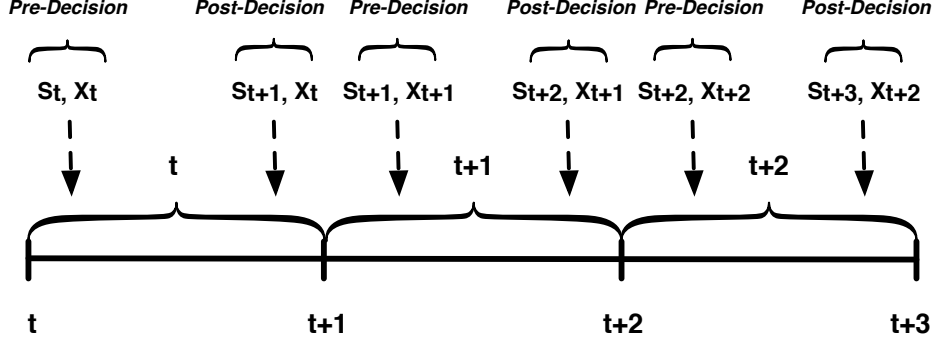 Pre-Decision Post-Decision Pre-Decision Post-Decision Pre-Decision Post-Decision
St, Xt St+1, Xt St+1, Xt+1 St+2, Xt+1 St+2, Xt+2 St+3, Xt+2
t t+1 t+2
t t+1 t+2 t+3